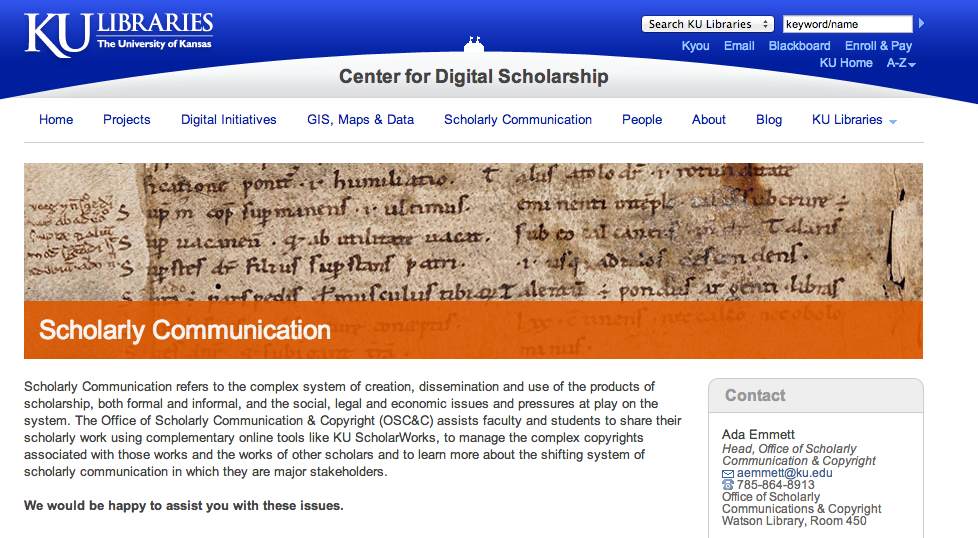 KU LIBRARIES
The University of Kansas
Search KU Libraries
keyword/name
Kyou Email Blackboard Enroll & Pay
KU Home A-Z
Center for Digital Scholarship
Home Projects Digital Initiatives GIS, Maps & Data Scholarly Communication People About Blog KU Libraries
Scholarly Communication
Scholarly Communication refers to the complex system of creation, dissemination and use of the products of
scholarship, both formal and informal, and the social, legal and economic issues and pressures at play on the
system. The Office of Scholarly Communication & Copyright (OSC&C) assists faculty and students to share their
scholarly work using complementary online tools like KU ScholarWorks, to manage the complex copyrights
associated with those works and the works of other scholars and to learn more about the shifting system of
scholarly communication in which they are major stakeholders.
We would be happy to assist you with these issues.
Contact
Ada Emmett
Head, Office of Scholarly
Communication & Copyright
aemmett@ku.edu
785-864-8913
Office of Scholarly
Communications & Copyright
Watson Library, Room 450